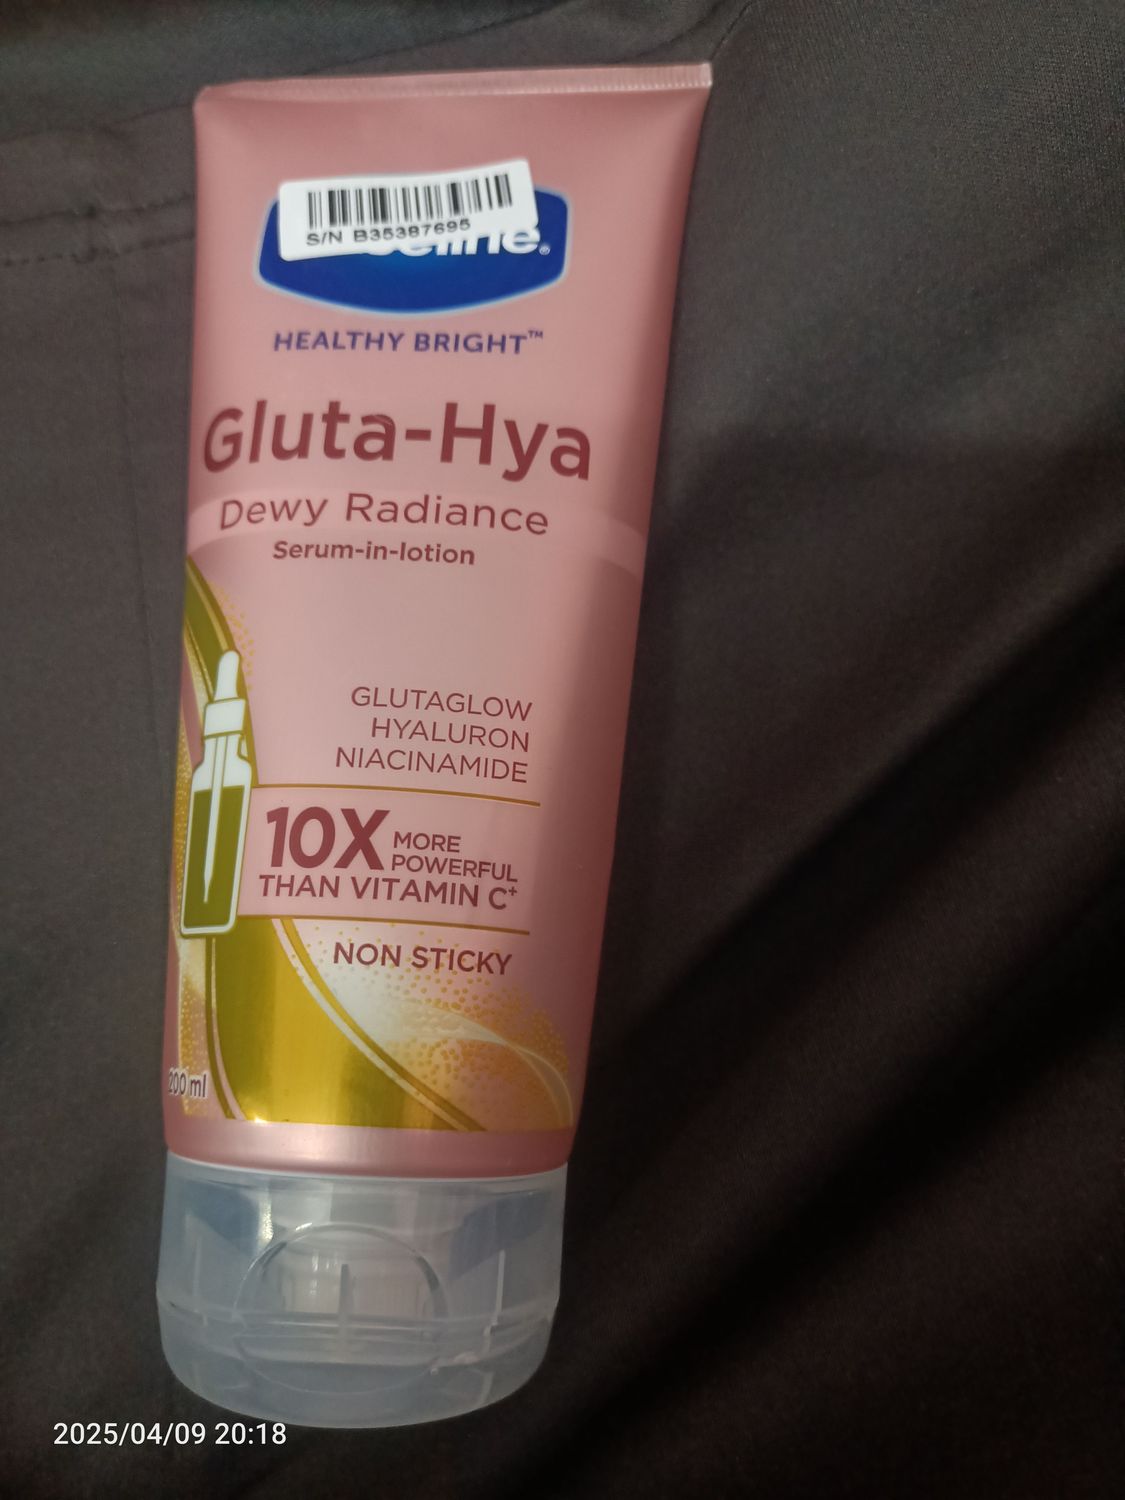 S/N B35387695
HEALTHY BRIGHT™
Gluta-Hya
Dewy Radiance
Serum-in-lotion
GLUTAGLOW
HYALURON
NIACINAMIDE
10X MORE
POWERFUL
THAN VITAMIN C+
NON STICKY
200 ml
2025/04/09 20:18